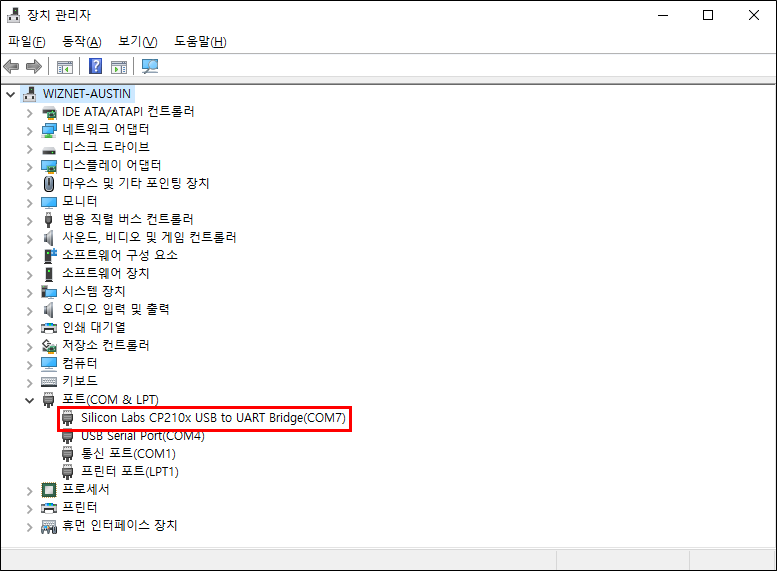 장치 관리자
파일(F) 동작(A) 보기(V) 도움말(H)
WIZNET-AUSTIN
IDE ATA/ATAPI 컨트롤러
네트워크 어댑터
디스크 드라이브
디스플레이 어댑터
마우스 및 기타 포인팅 장치
모니터
범용 직렬 버스 컨트롤러
사운드, 비디오 및 게임 컨트롤러
소프트웨어 구성 요소
소프트웨어 장치
시스템 장치
오디오 입력 및 출력
인쇄 대기열
저장소 컨트롤러
컴퓨터
키보드
포트(COM & LPT)
Silicon Labs CP210x USB to UART Bridge(COM7)
USB Serial Port(COM4)
통신 포트(COM1)
프린터 포트(LPT1)
프로세서
프린터
휴먼 인터페이스 장치